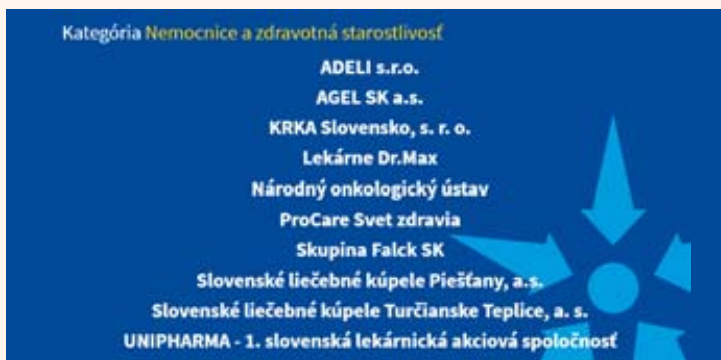 Kategória Nemocnice a zdravotná starostlivosť
ADELI s.r.o.
AGEL SK a.s.
KRKA Slovensko, s. r. o.
Lekárne Dr.Max
Národný onkologický ústav
ProCare Svet zdravia
Skupina Falck SK
Slovenské liečebné kúpele Piešťany, a.s.
Slovenské liečebné kúpele Turčianske Teplice, a. s.
UNIPHARMA - 1. slovenská lekárnická akciová spoločnosť